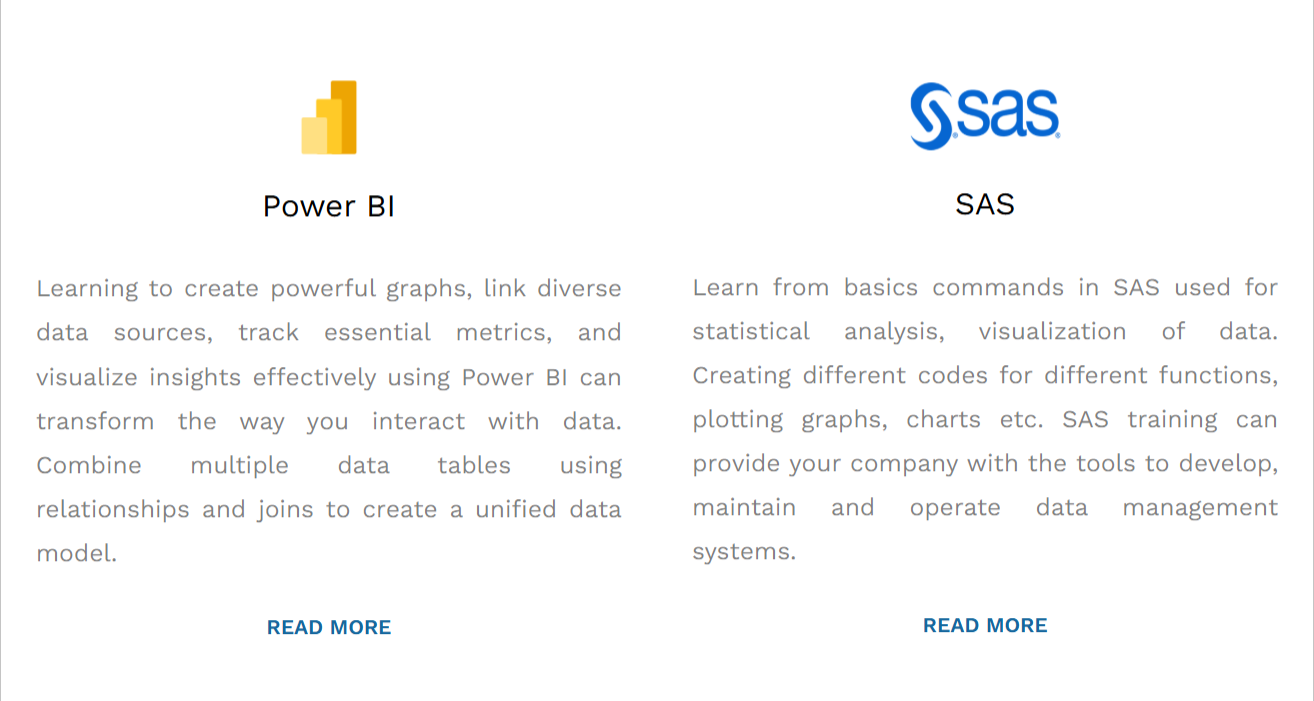 sas
Power BI
Learning to create powerful graphs, link diverse
data sources, track essential metrics, and
visualize insights effectively using Power BI can
transform the way you interact with data.
Combine multiple data tables using
relationships and joins to create a unified data
model.
READ MORE
SAS
Learn from basics commands in SAS used for
statistical analysis, visualization of data.
Creating different codes for different functions,
plotting graphs, charts etc. SAS training can
provide your company with the tools to develop,
maintain and operate data management
systems.
READ MORE